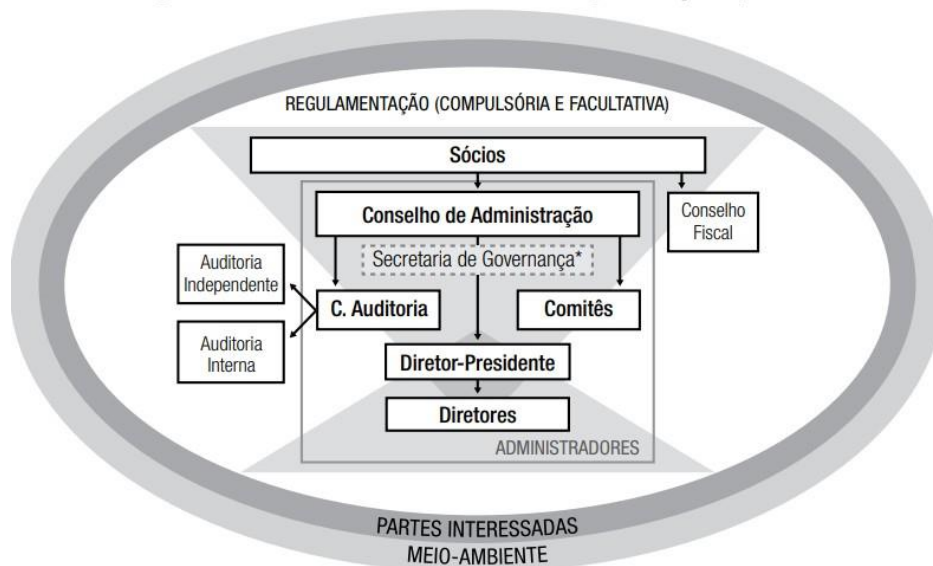 REGULAMENTAÇÃO (COMPULSÓRIA E FACULTATIVA)
Sócios
Conselho de Administração
Conselho
Fiscal
Secretaria de Governança*
Auditoria
Independente
C. Auditoria
Comitês
Auditoria
Interna
Diretor-Presidente
Diretores
ADMINISTRADORES
PARTES INTERESSADAS
MEIO-AMBIENTE